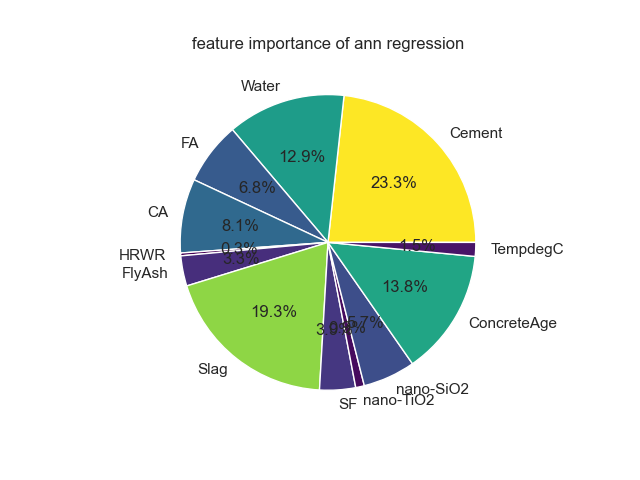 feature importance of ann regression
Water
Cement
FA
12.9%
23.3%
6.8%
CA
8.1%
0.3%
HRWR
3.3%
FlyAsh
1.5%
TempdegC
13.8%
19.3%
5.7%
ConcreteAge
Slag
nano-SiO2
nano-TiO2
SF